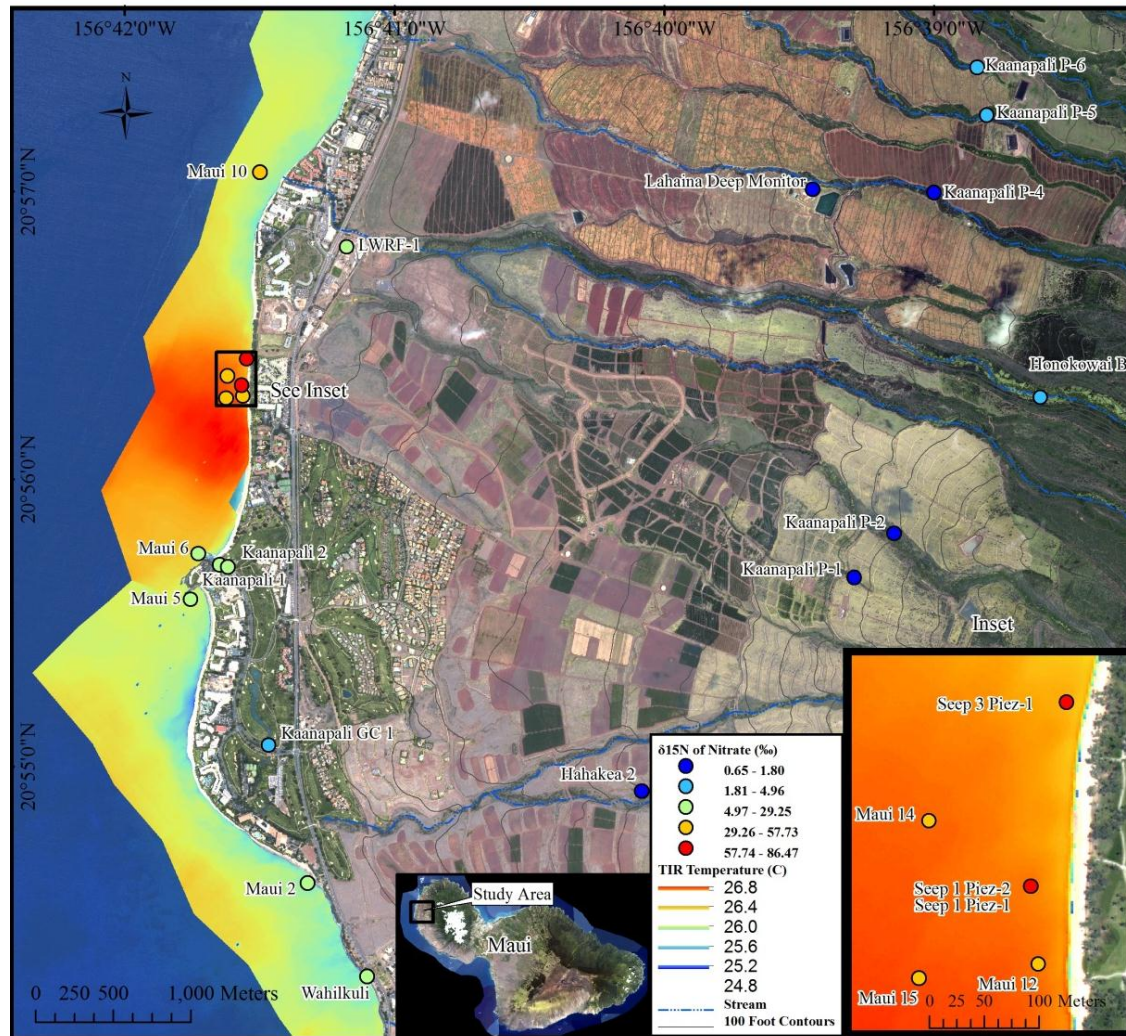 156°42'0"W
156°41'0"W
156°40'0"W
156°39'0"W
N
Kaanapali P-6
Kaanapali P-5
20°57'0"N
Maui 10
Lahaina Deep Monitor
Kaanapali P-4
LWRF-1
See Inset
Honokowai B
20°56'0"N
Kaanapali P-2
Maui 6
Kaanapali 2
Kaanapali 1
Kaanapali P-1
Maui 5
Inset
20°55'0"N
Kaanapali GC 1
Hahakea 2
Maui 2
Wahilkuli
0 250 500 1,000 Meters
Study Area
Maui
δ15N of Nitrate (‰)
0.65 - 1.80
1.81 - 4.96
4.97 - 29.25
29.26 - 57.73
57.74 - 86.47
TIR Temperature (C)
26.8
26.4
26.0
25.6
25.2
24.8
Stream
100 Foot Contours
Seep 3 Piez-1
Maui 14
Seep 1 Piez-2
Seep 1 Piez-1
Maui 15
Maui 12
0 50 100 Meters